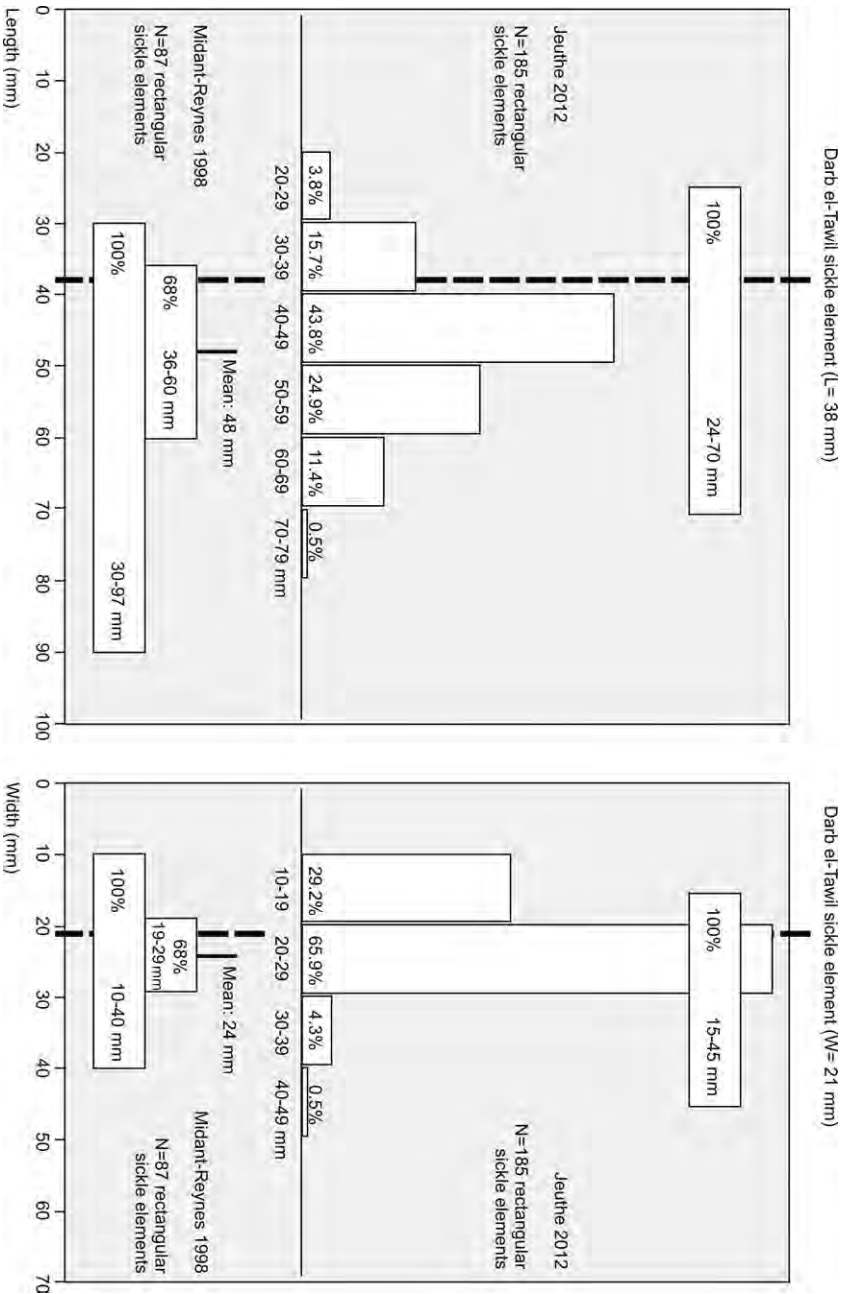 Darb el-Tawil sickle element (L= 38 mm)
100%
24-70 mm
Jeuthe 2012
N=185 rectangular
sickle elements
3.8%
15.7%
43.8%
24.9%
11.4%
0.5%
20-29
30-39
40-49
50-59
60-69
70-79 mm
Mean: 48 mm
Midant-Reynes 1998
N=87 rectangular
sickle elements
68%
36-60 mm
100%
30-97 mm
0
10
20
30
40
50
60
70
80
90
100
Length (mm)
Darb el-Tawil sickle element (W= 21 mm)
100%
15-45 mm
Jeuthe 2012
N=185 rectangular
sickle elements
29.2%
65.9%
4.3%
0.5%
10-19
20-29
30-39
40-49 mm
Mean: 24 mm
Midant-Reynes 1998
N=87 rectangular
sickle elements
68%
19-29 mm
100%
10-40 mm
0
10
20
30
40
50
60
70
Width (mm)